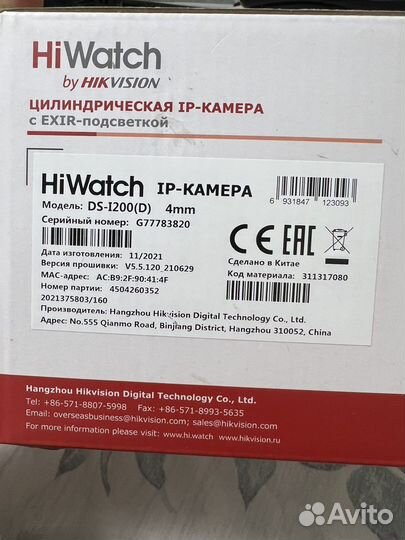 HiWatch
by HIKVISION
ЦИЛИНДРИЧЕСКАЯ IP-КАМЕРА
с EXIR-подсветкой
HiWatch IP-КАМЕРА
Модель: DS-I200(D) 4mm
Серийный номер: G77783820
6 931847 123093
CE EAC
Дата изготовления: 11/2021
Сделано в Китае
Версия прошивки: V5.5.120_210629
Код материала: 311317080
MAC-адрес: AC:B9:2F:90:41:4F
Номер партии: 4504260352
2021375803/160
Производитель: Hangzhou Hikvision Digital Technology Co., Ltd.
Адрес: No.555 Qianmo Road, Binjiang District, Hangzhou 310052, China
Hangzhou Hikvision Digital Technology Co., Ltd.
Tel: +86-571-8807-5998 Fax: +86-571-8993-5635
Email: overseasbusiness@hikvision.com; sales@hikvision.com
Website: www.hi.watch www.hikvision.ru
Avito